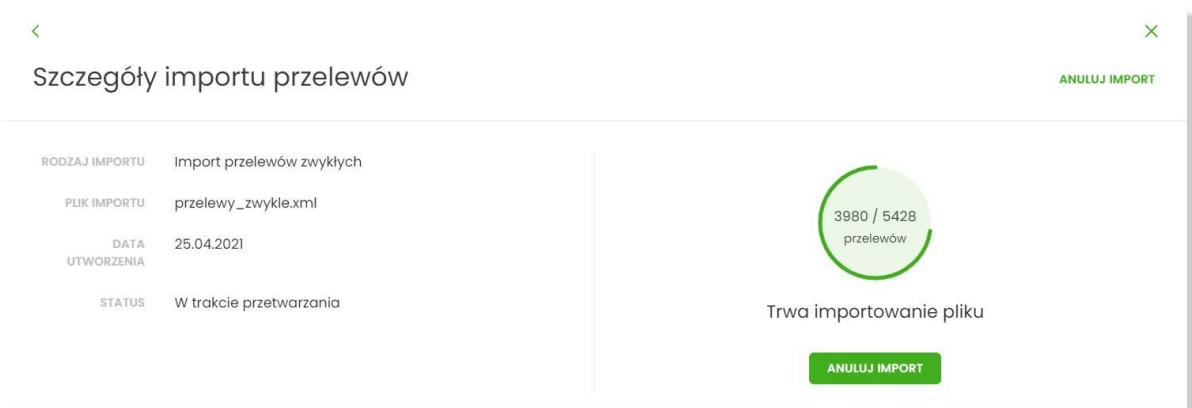 Szczegóły importu przelewów
ANULUJ IMPORT
RODZAJ IMPORTU Import przelewów zwykłych
PLIK IMPORTU przelewy_zwykle.xml
DATA UTWORZENIA 25.04.2021
STATUS W trakcie przetwarzania
3980 / 5428
przelewów
Trwa importowanie pliku
ANULUJ IMPORT